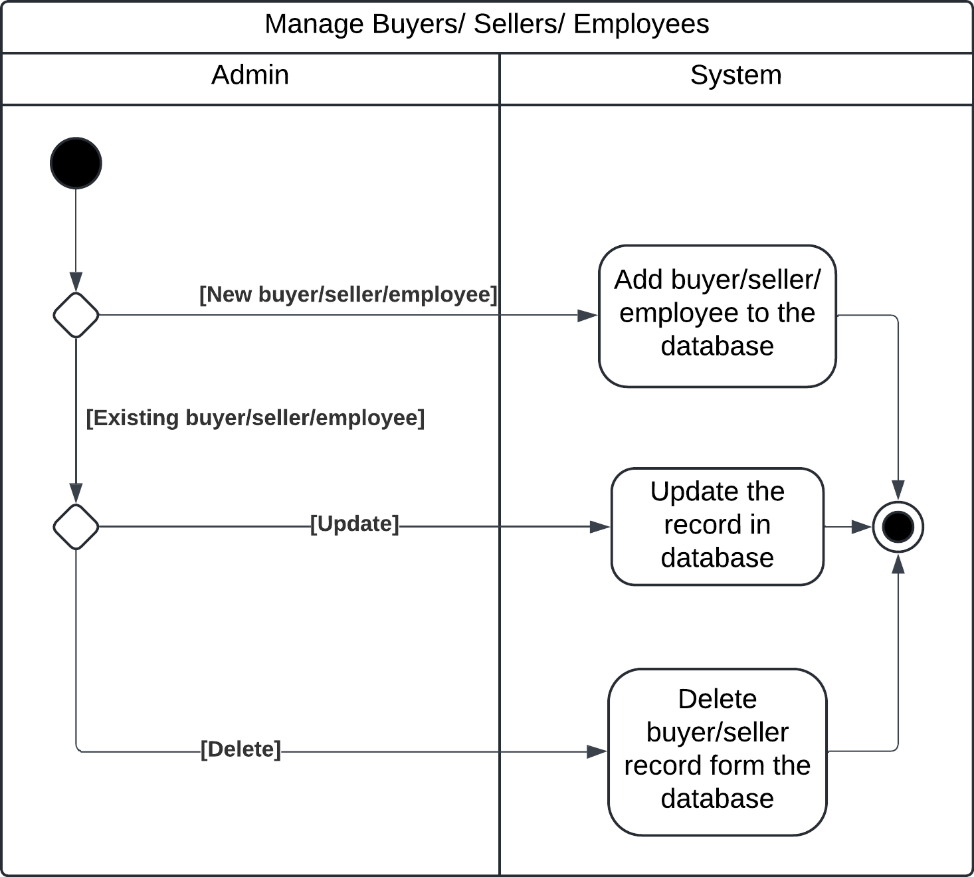 Manage Buyers/ Sellers/ Employees
Admin
System
[New buyer/seller/employee]
Add buyer/seller/
employee to the
database
[Existing buyer/seller/employee]
[Update]
Update the
record in
database
[Delete]
Delete
buyer/seller
record form the
database